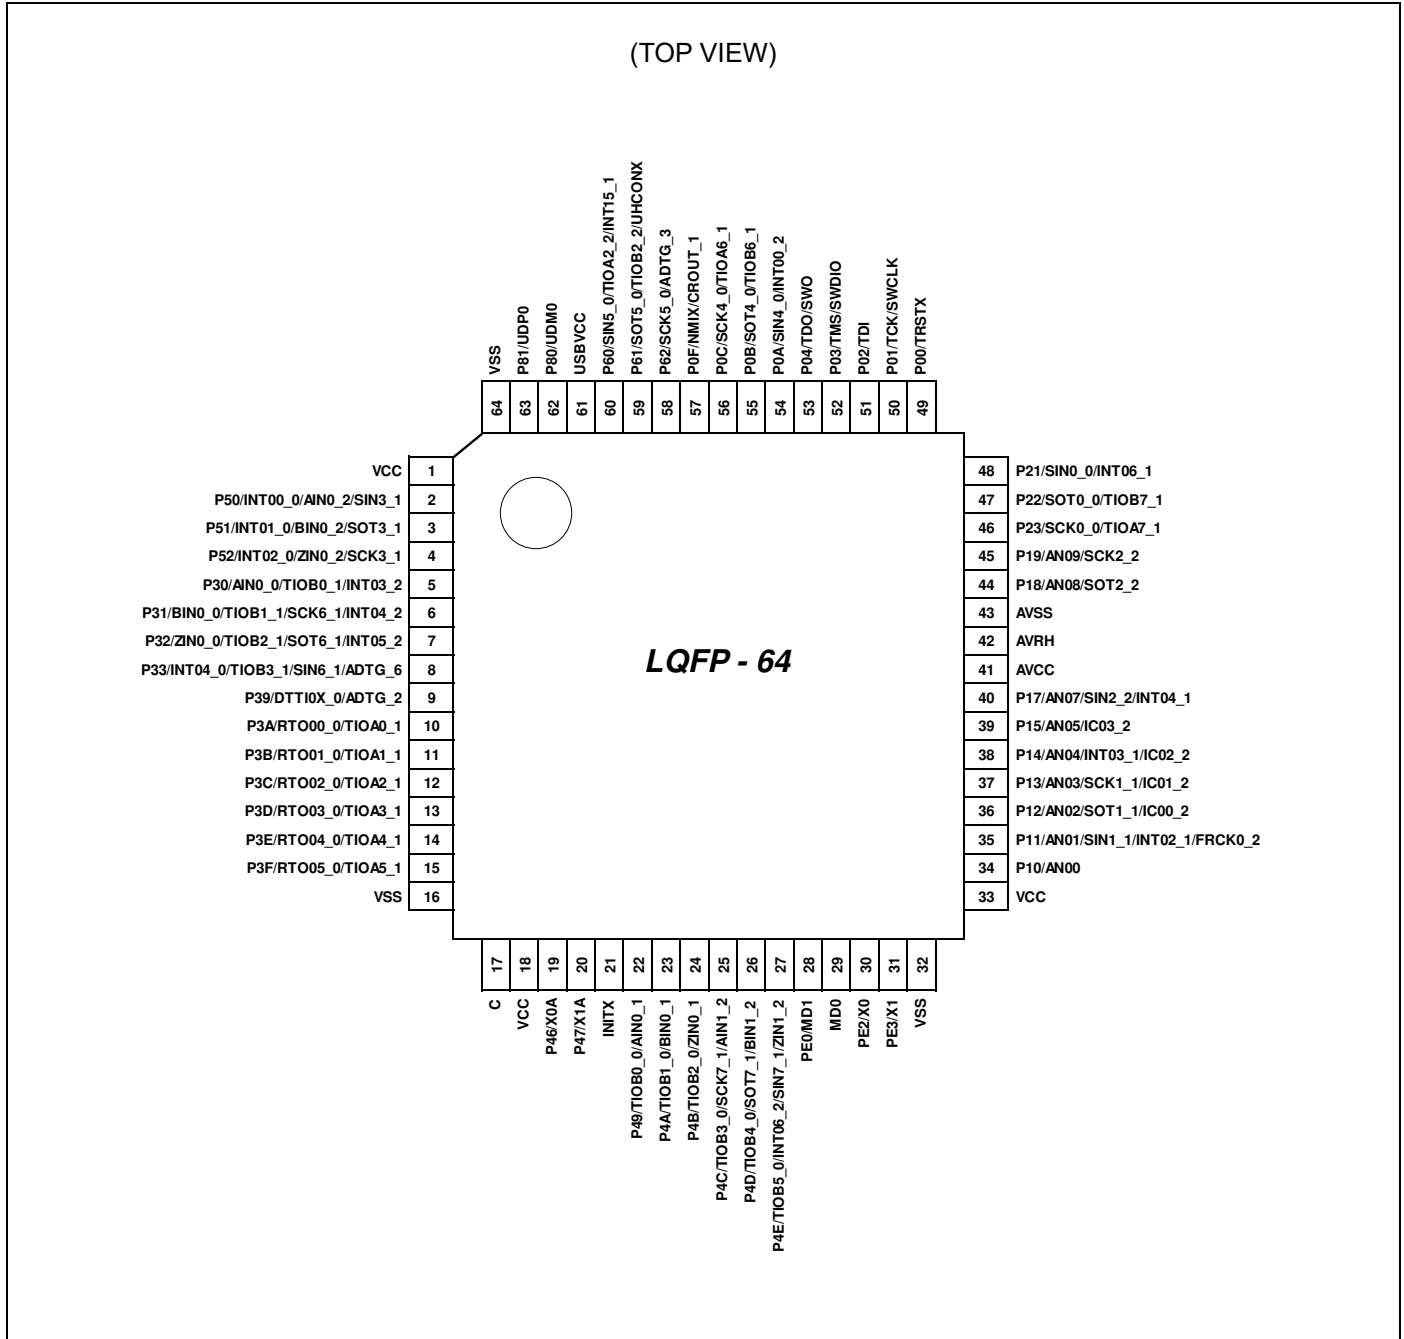 (TOP VIEW)
VSS
P81/UDP0
P80/UDM0
USBVCC
P60/SIN5_0/TIOA2_2/INT15_1
P61/SOT5_0/TIOB2_2/UHCONX
P62/SCK5_0/ADTG_3
P0F/NMIX/CROUT_1
P0C/SCK4_0/TIOA6_1
P0B/SOT4_0/TIOB6_1
P0A/SIN4_0/INT00_2
P04/TDO/SWO
P03/TMS/SWDIO
P02/TDI
P01/TCK/SWCLK
P00/TRSTX
64
63
62
61
60
59
58
57
56
55
54
53
52
51
50
49
VCC 1
P50/INT00_0/AIN0_2/SIN3_1 2
P51/INT01_0/BIN0_2/SOT3_1 3
P52/INT02_0/ZIN0_2/SCK3_1 4
P30/AIN0_0/TIOB0_1/INT03_2 5
P31/BIN0_0/TIOB1_1/SCK6_1/INT04_2 6
P32/ZIN0_0/TIOB2_1/SOT6_1/INT05_2 7
P33/INT04_0/TIOB3_1/SIN6_1/ADTG_6 8
P39/DTTI0X_0/ADTG_2 9
P3A/RTO00_0/TIOA0_1 10
P3B/RTO01_0/TIOA1_1 11
P3C/RTO02_0/TIOA2_1 12
P3D/RTO03_0/TIOA3_1 13
P3E/RTO04_0/TIOA4_1 14
P3F/RTO05_0/TIOA5_1 15
VSS 16
LQFP - 64
48 P21/SIN0_0/INT06_1
47 P22/SOT0_0/TIOB7_1
46 P23/SCK0_0/TIOA7_1
45 P19/AN09/SCK2_2
44 P18/AN08/SOT2_2
43 AVSS
42 AVRH
41 AVCC
40 P17/AN07/SIN2_2/INT04_1
39 P15/AN05/IC03_2
38 P14/AN04/INT03_1/IC02_2
37 P13/AN03/SCK1_1/IC01_2
36 P12/AN02/SOT1_1/IC00_2
35 P11/AN01/SIN1_1/INT02_1/FRCK0_2
34 P10/AN00
33 VCC
17
18
19
20
21
22
23
24
25
26
27
28
29
30
31
32
C
VCC
P46/X0A
P47/X1A
INITX
P49/TIOB0_0/AIN0_1
P4A/TIOB1_0/BIN0_1
P4B/TIOB2_0/ZIN0_1
P4C/TIOB3_0/SCK7_1/AIN1_2
P4D/TIOB4_0/SOT7_1/BIN1_2
P4E/TIOB5_0/INT06_2/SIN7_1/ZIN1_2
PE0/MD1
MD0
PE2/X0
PE3/X1
VSS